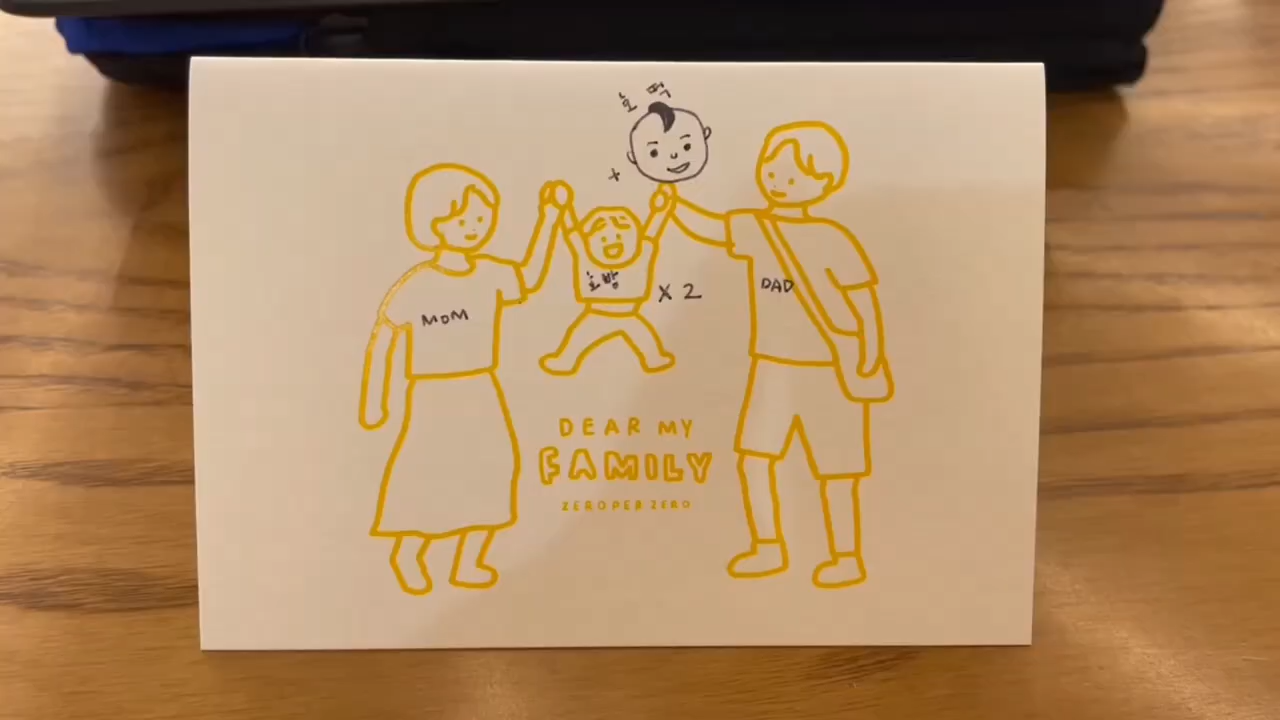 호떡
+
호빵
X 2
MOM
DAD
DEAR MY
FAMILY
ZEROPERZERO